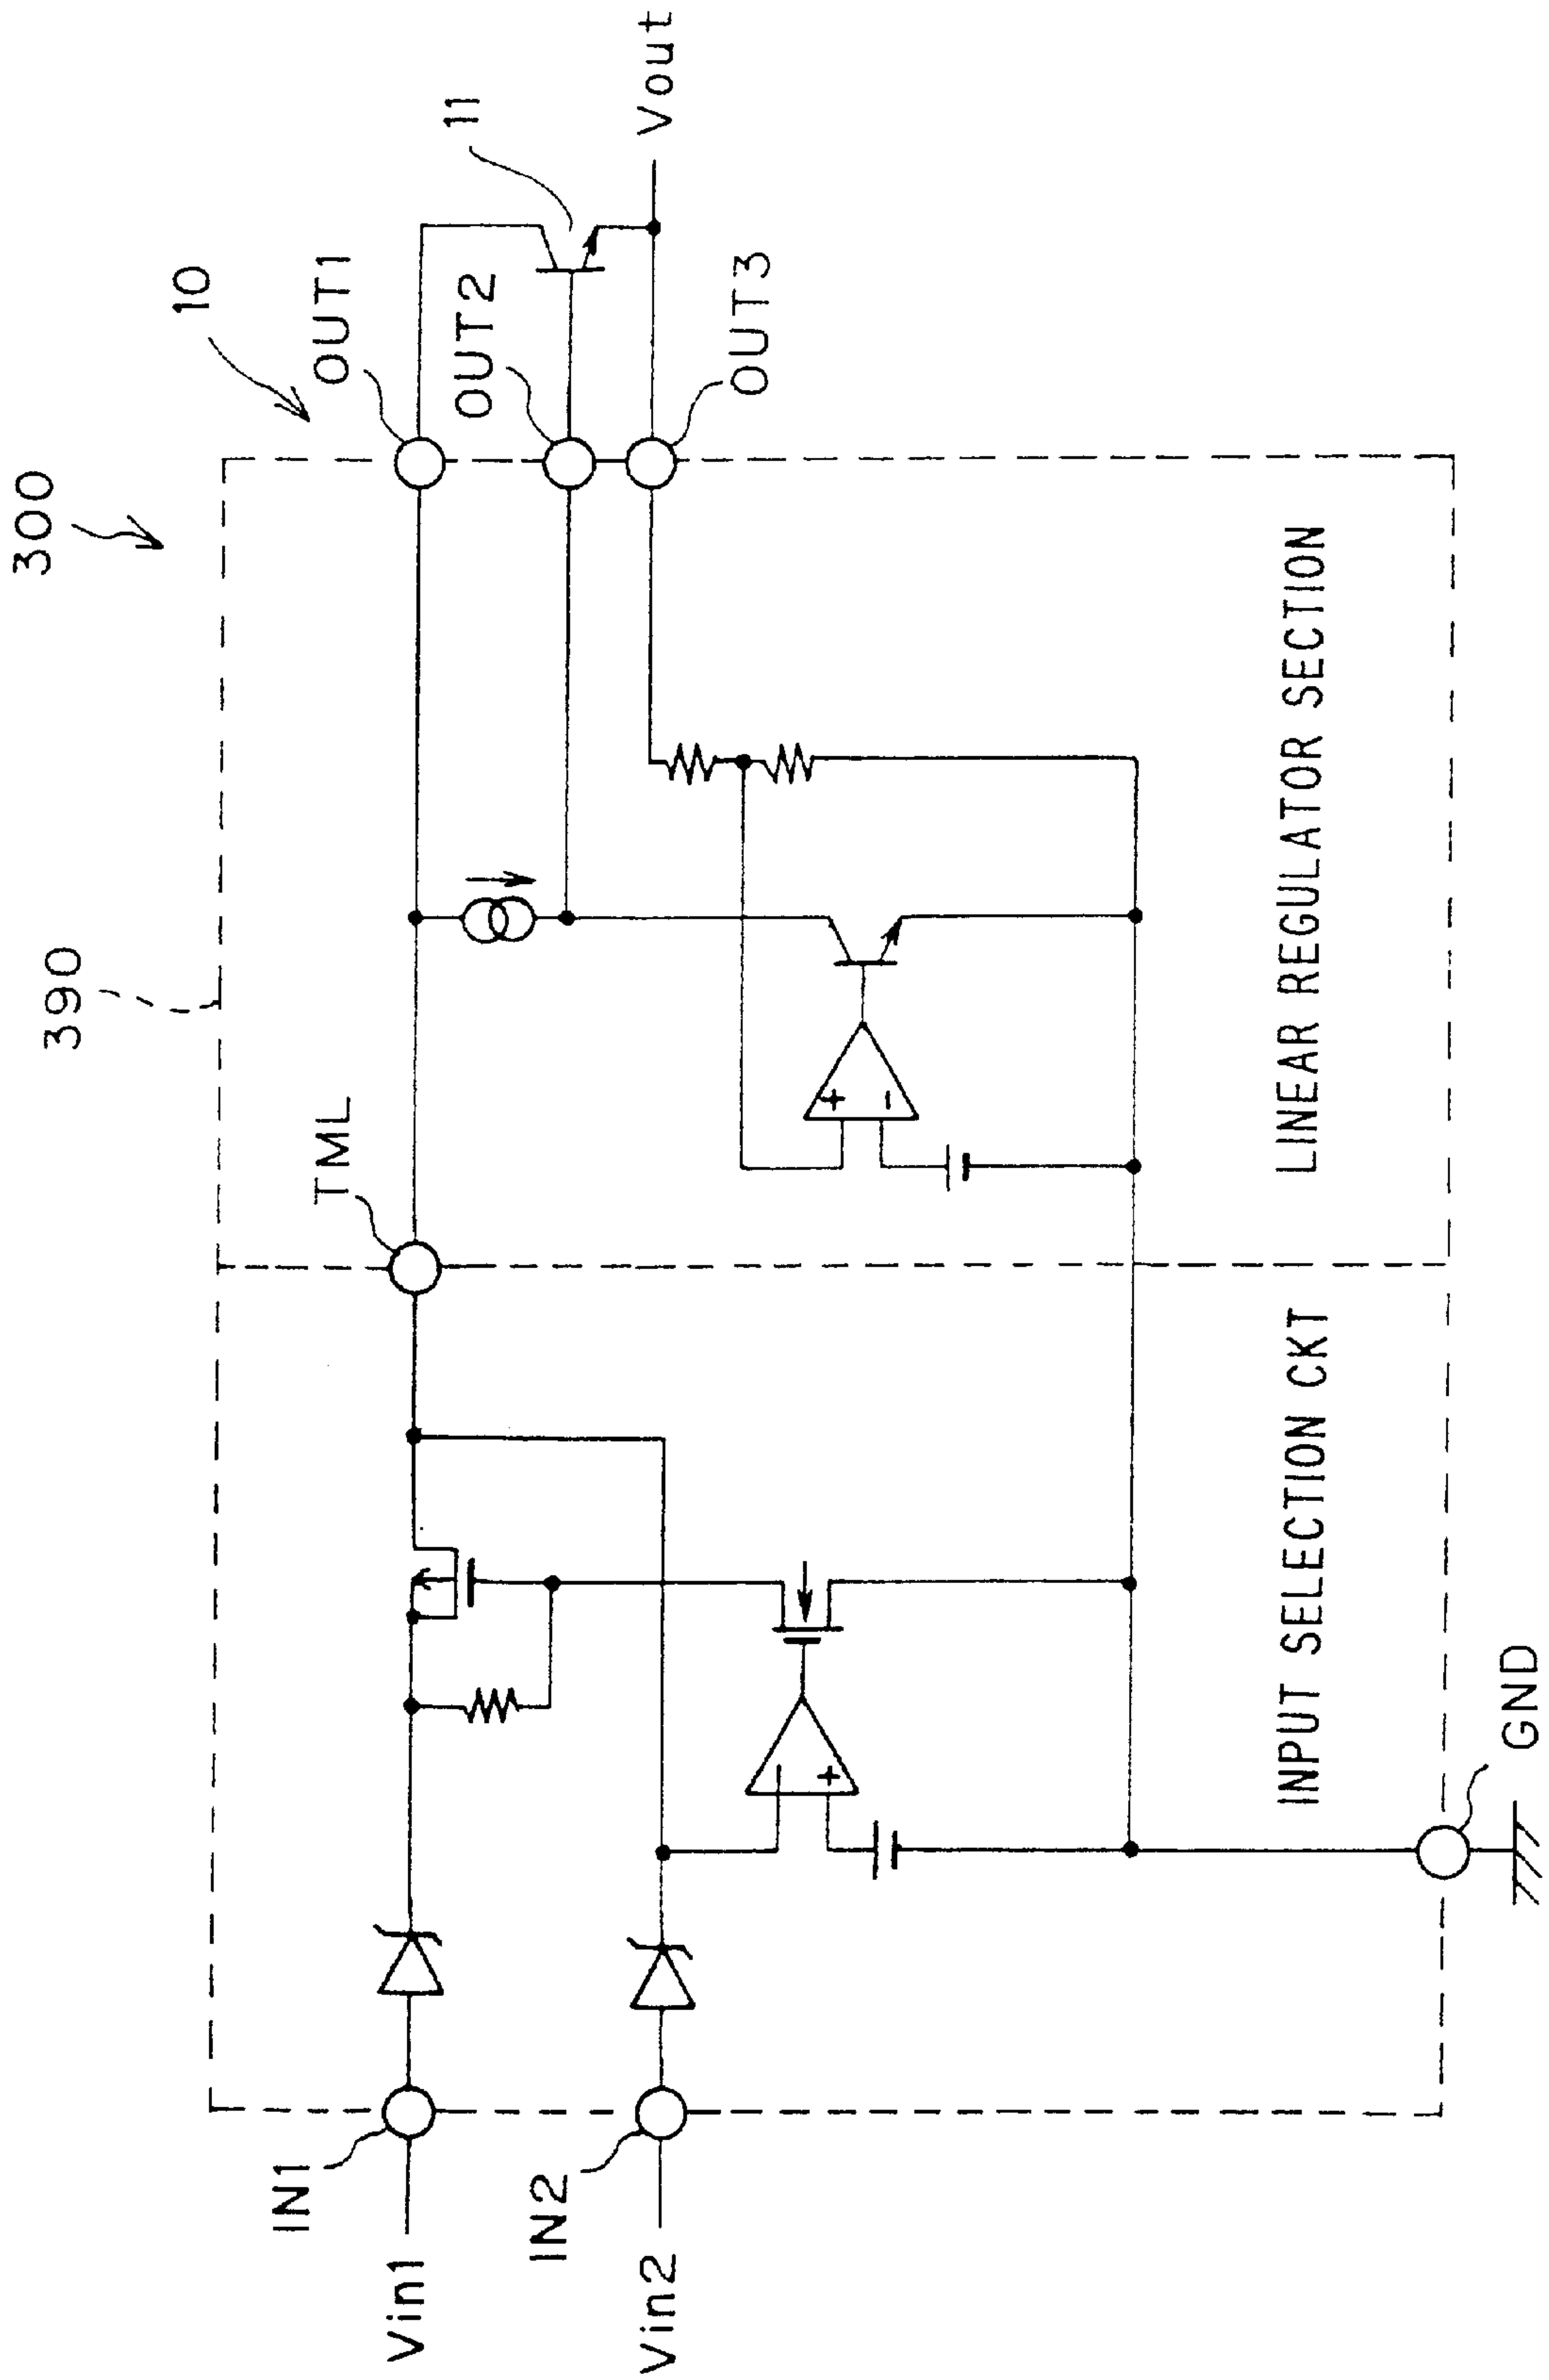 300
10
390
11
TML
OUT1
OUT2
OUT3
Vout
IN1
Vin1
IN2
Vin2
+
-
-
+
INPUT SELECTION CKT
LINEAR REGULATOR SECTION
GND